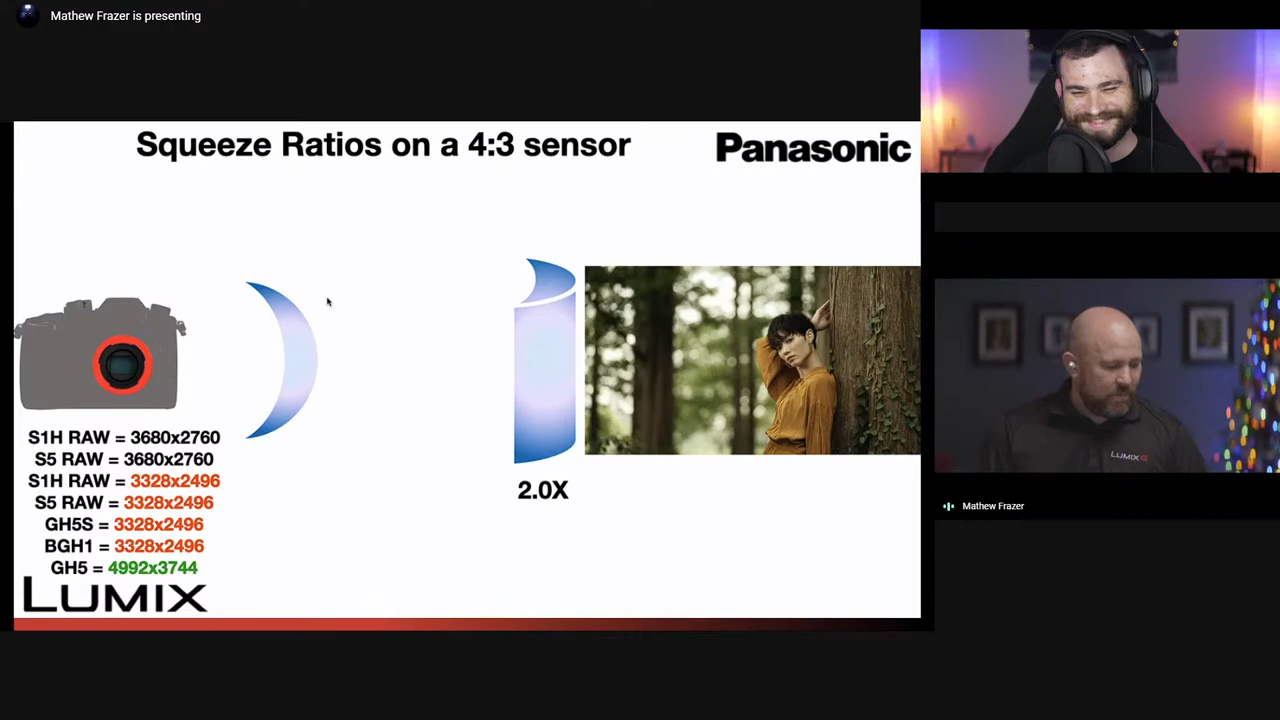 Mathew Frazer is presenting
Squeeze Ratios on a 4:3 sensor
Panasonic
2.0X
S1H RAW = 3680x2760
S5 RAW = 3680x2760
S1H RAW = 3328x2496
S5 RAW = 3328x2496
GH5S = 3328x2496
BGH1 = 3328x2496
GH5 = 4992x3744
LUMIX
LUMIX G
Mathew Frazer